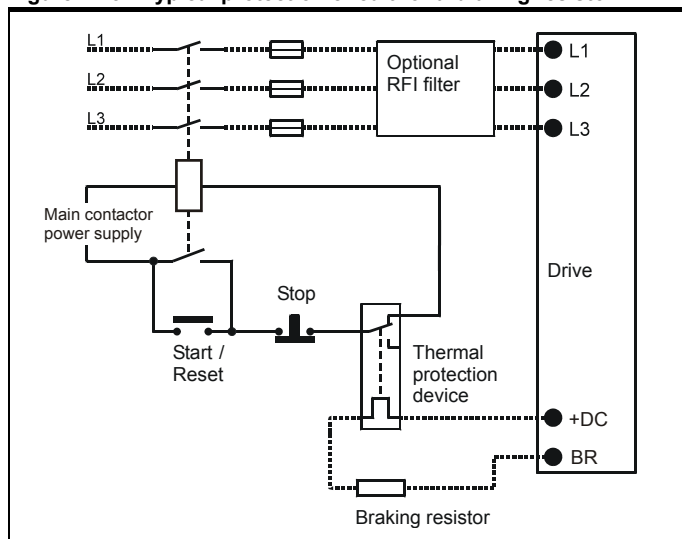 L1
Optional
RFI filter
L1
L2
L2
L3
L3
Main contactor
power supply
Drive
Stop
Start /
Reset
Thermal
protection
device
+DC
BR
Braking resistor